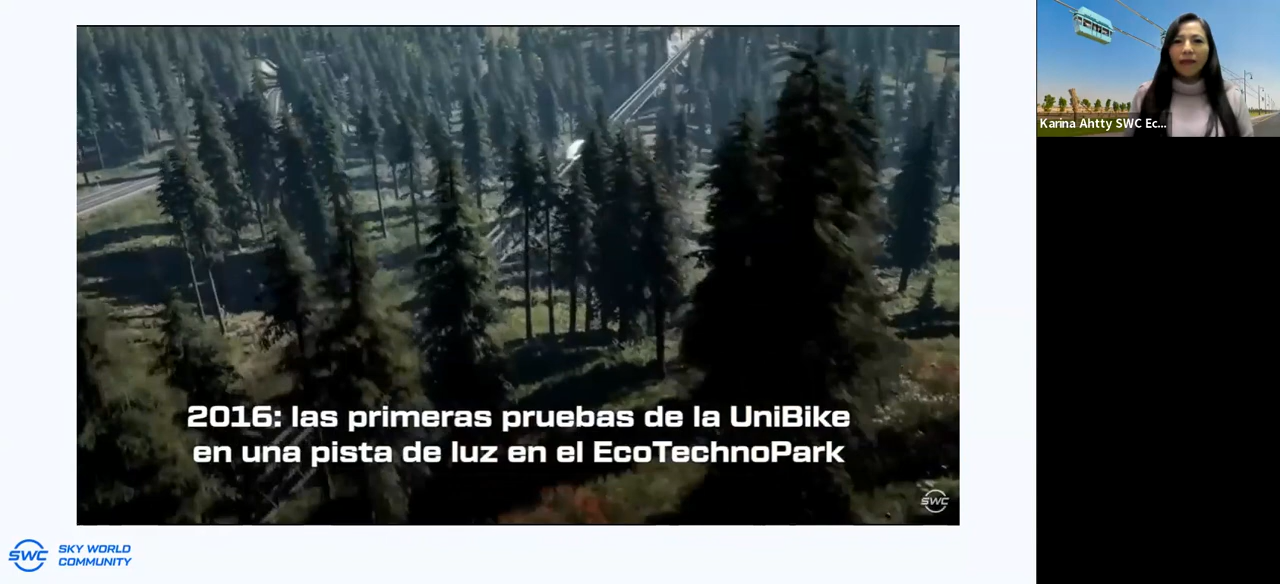 Karina Ahtty SWC Ec...
2016: las primeras pruebas de la UniBike
en una pista de luz en el EcoTechnoPark
SWC
SWC
SKY WORLD
COMMUNITY